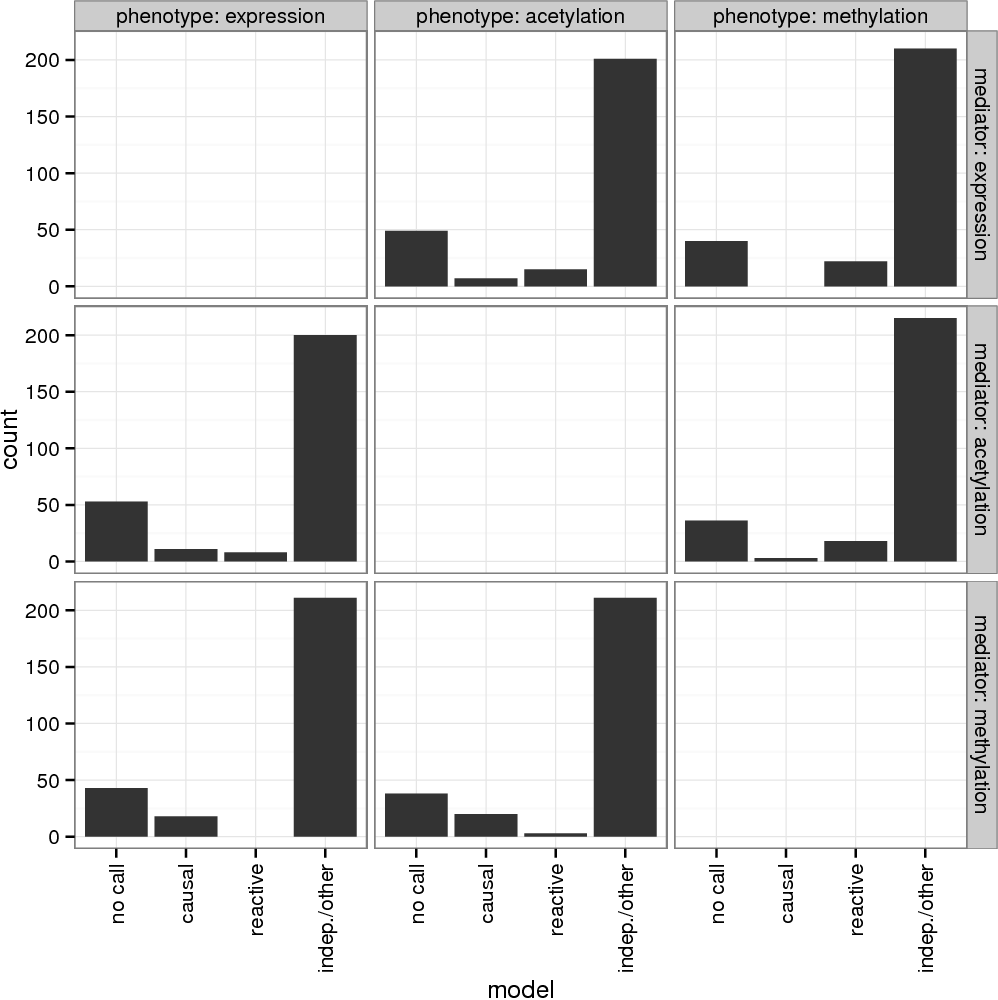 phenotype: expression
phenotype: acetylation
phenotype: methylation
mediator: expression
mediator: acetylation
mediator: methylation
count
200
150
100
50
0
200
150
100
50
0
200
150
100
50
0
no call
causal
reactive
indep./other
no call
causal
reactive
indep./other
no call
causal
reactive
indep./other
model